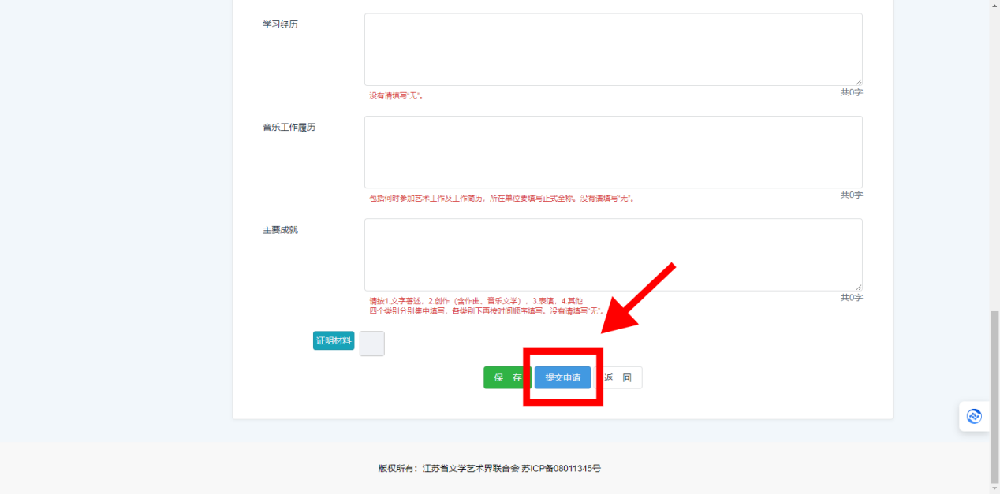 学习经历
没有请填写“无”。
共0字
音乐工作履历
包括何时参加艺术工作及工作简历，所在单位要填写正式全称。没有请填写“无”。
共0字
主要成就
请按1.文字著述，2.创作（含作曲、音乐文学），3.表演，4.其他
四个类别分别集中填写，各类别下再按时间顺序填写。没有请填写“无”。
共0字
证明材料
保 存 提交申请 返 回
版权所有：江苏省文学艺术界联合会 苏ICP备08011345号